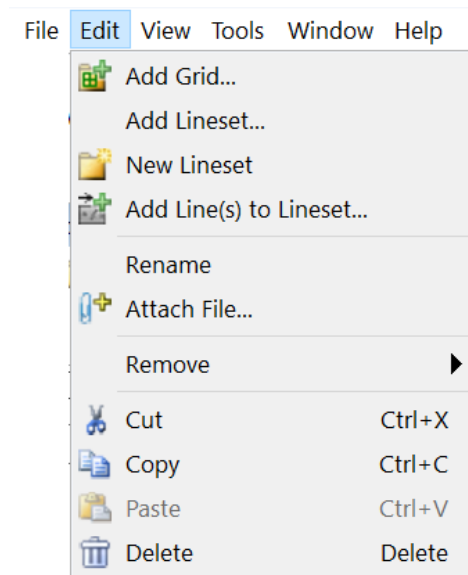 File Edit View Tools Window Help
Add Grid...
Add Lineset...
New Lineset
Add Line(s) to Lineset...
Rename
Attach File...
Remove
Cut Ctrl+X
Copy Ctrl+C
Paste Ctrl+V
Delete Delete